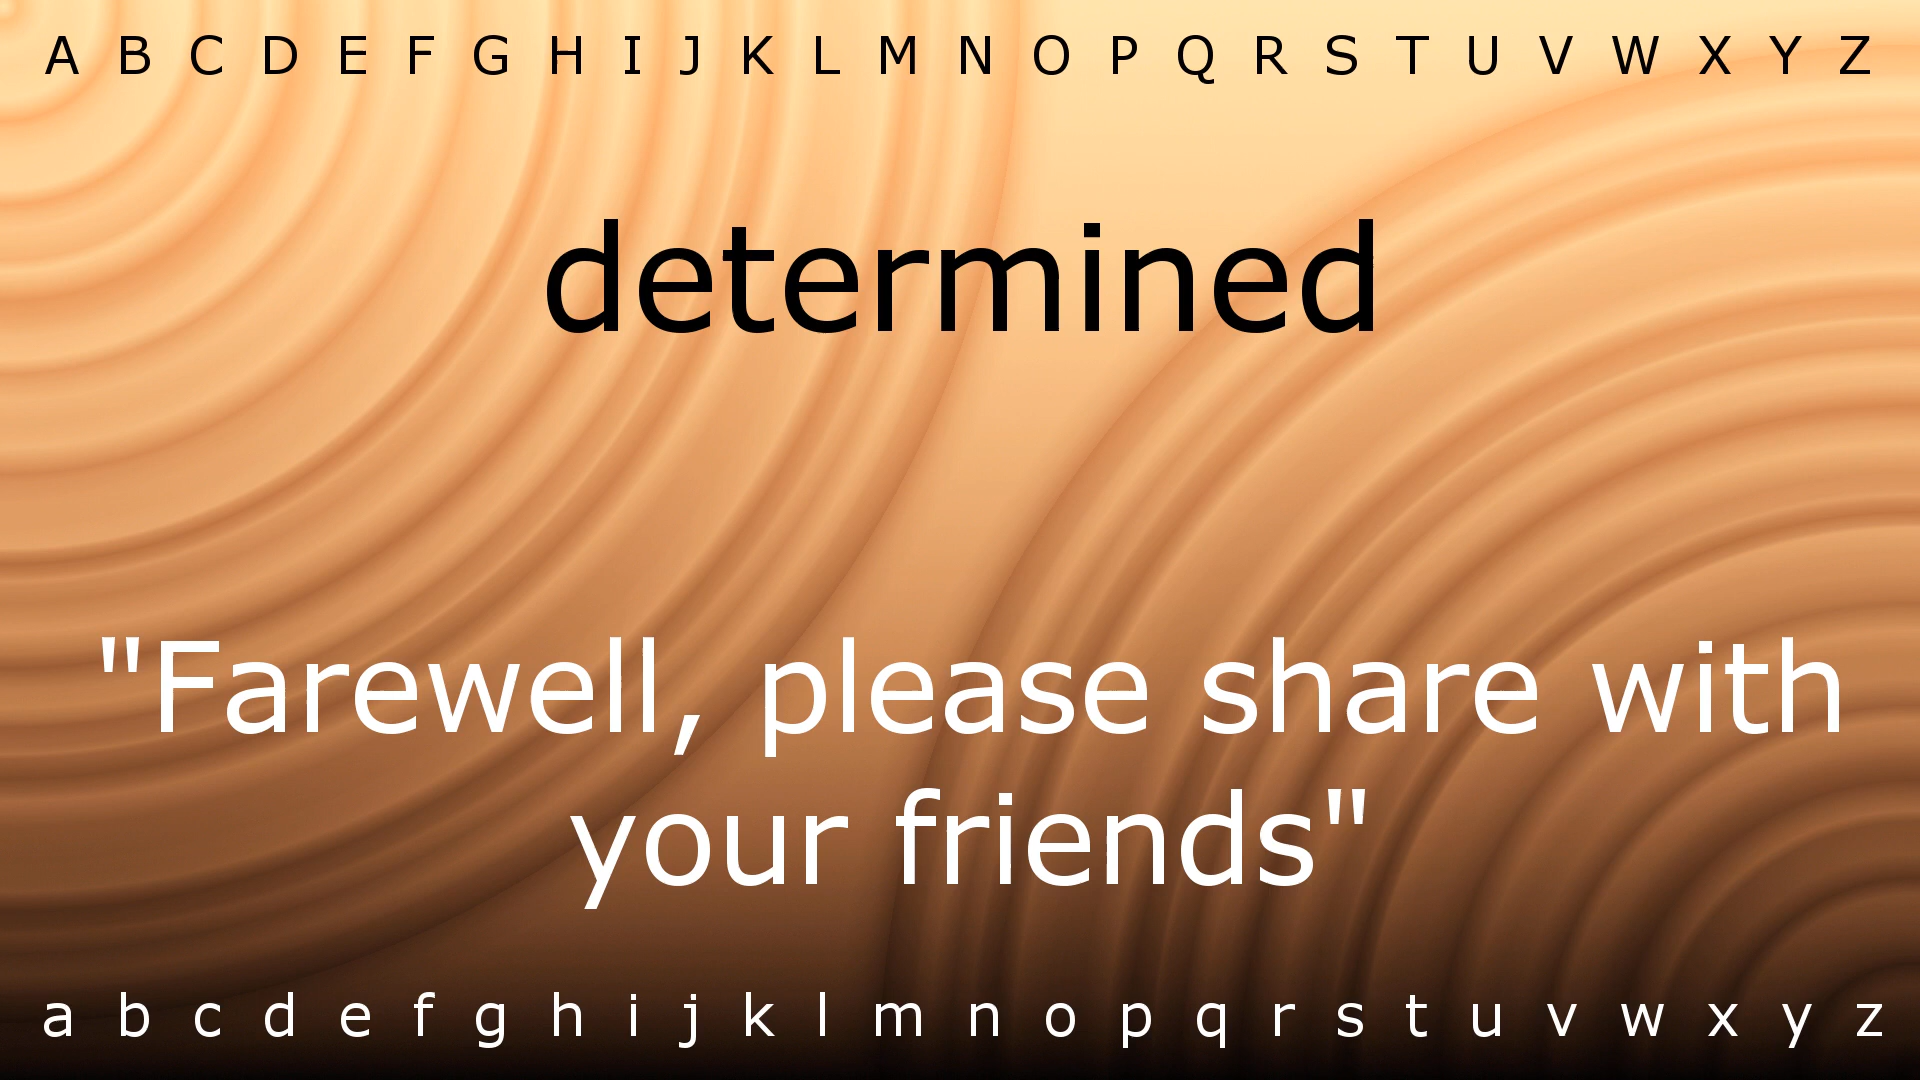 A B C D E F G H I J K L M N O P Q R S T U V W X Y Z
determined
"Farewell, please share with
your friends"
a b c d e f g h i j k l m n o p q r s t u v w x y z